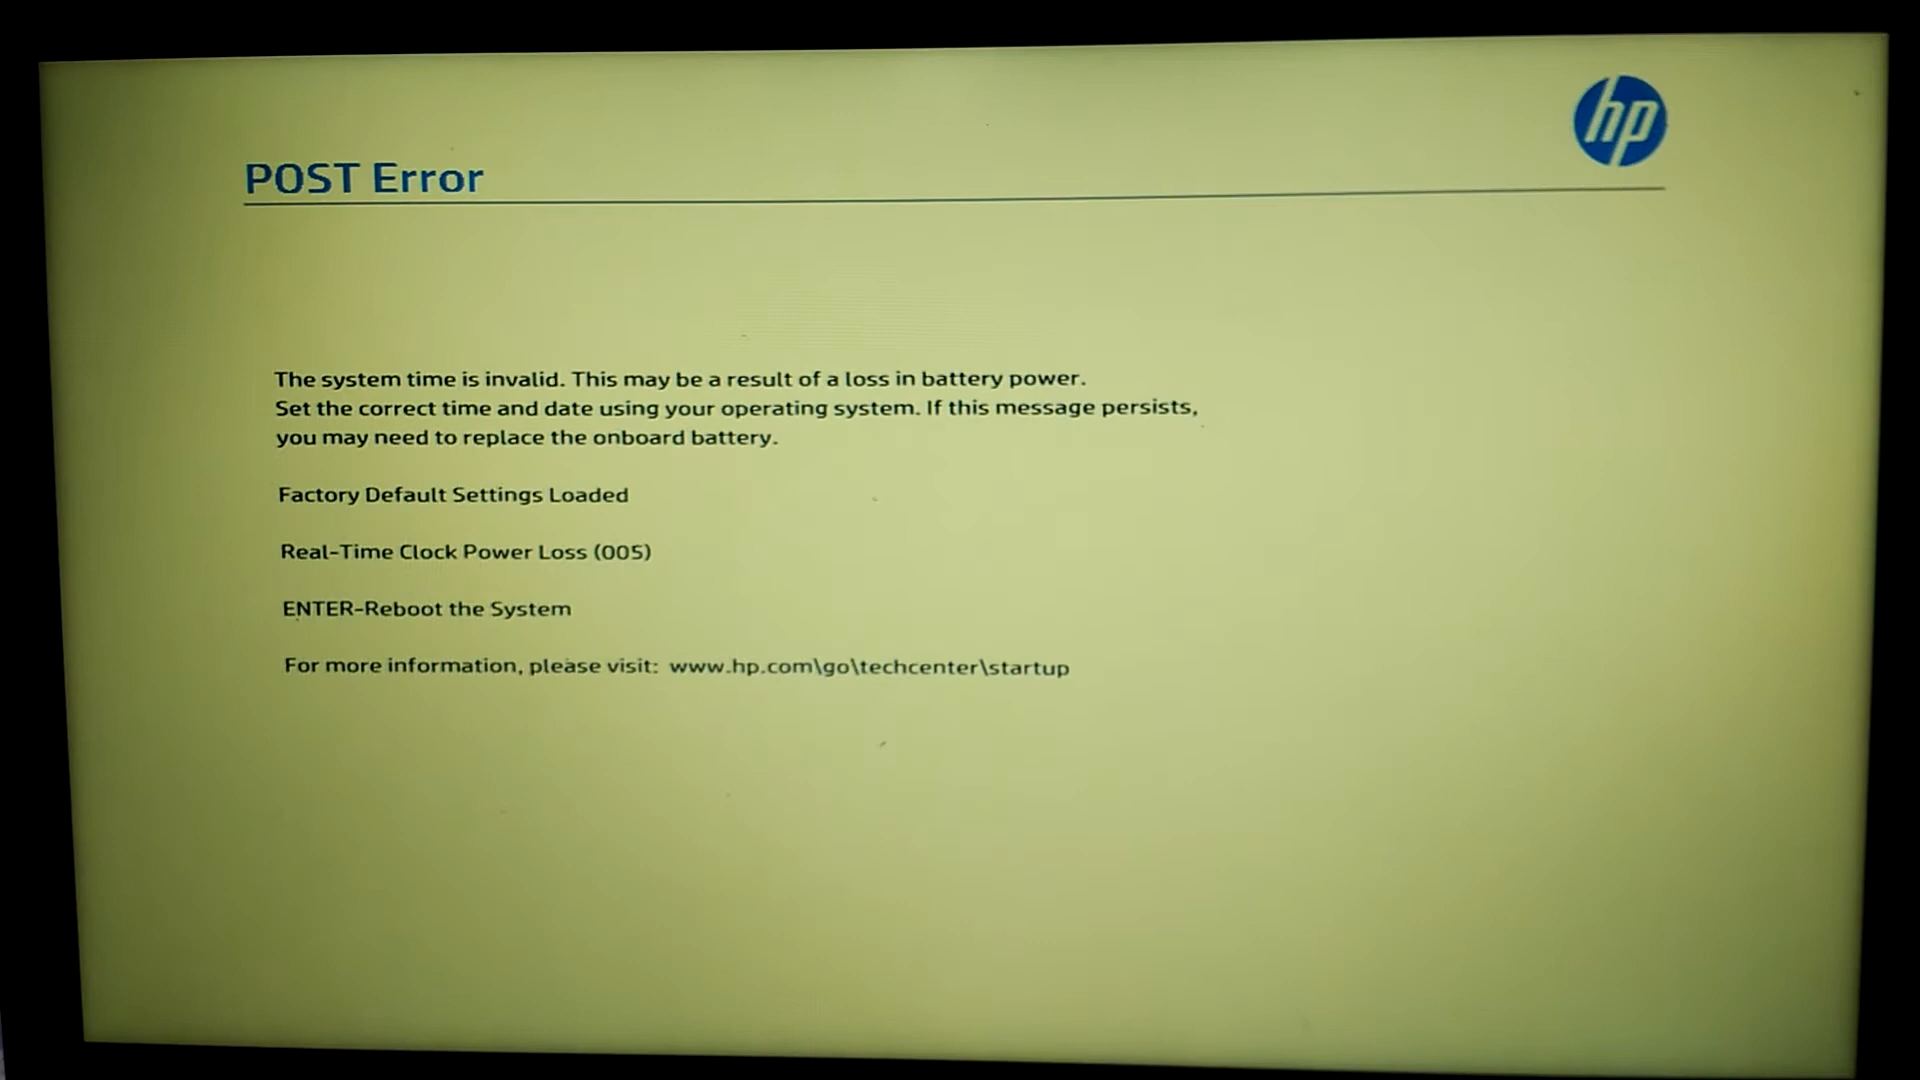 hp
POST Error
The system time is invalid. This may be a result of a loss in battery power.
Set the correct time and date using your operating system. If this message persists,
you may need to replace the onboard battery.
Factory Default Settings Loaded
Real-Time Clock Power Loss (005)
ENTER-Reboot the System
For more information, please visit: www.hp.com\go\techcenter\startup